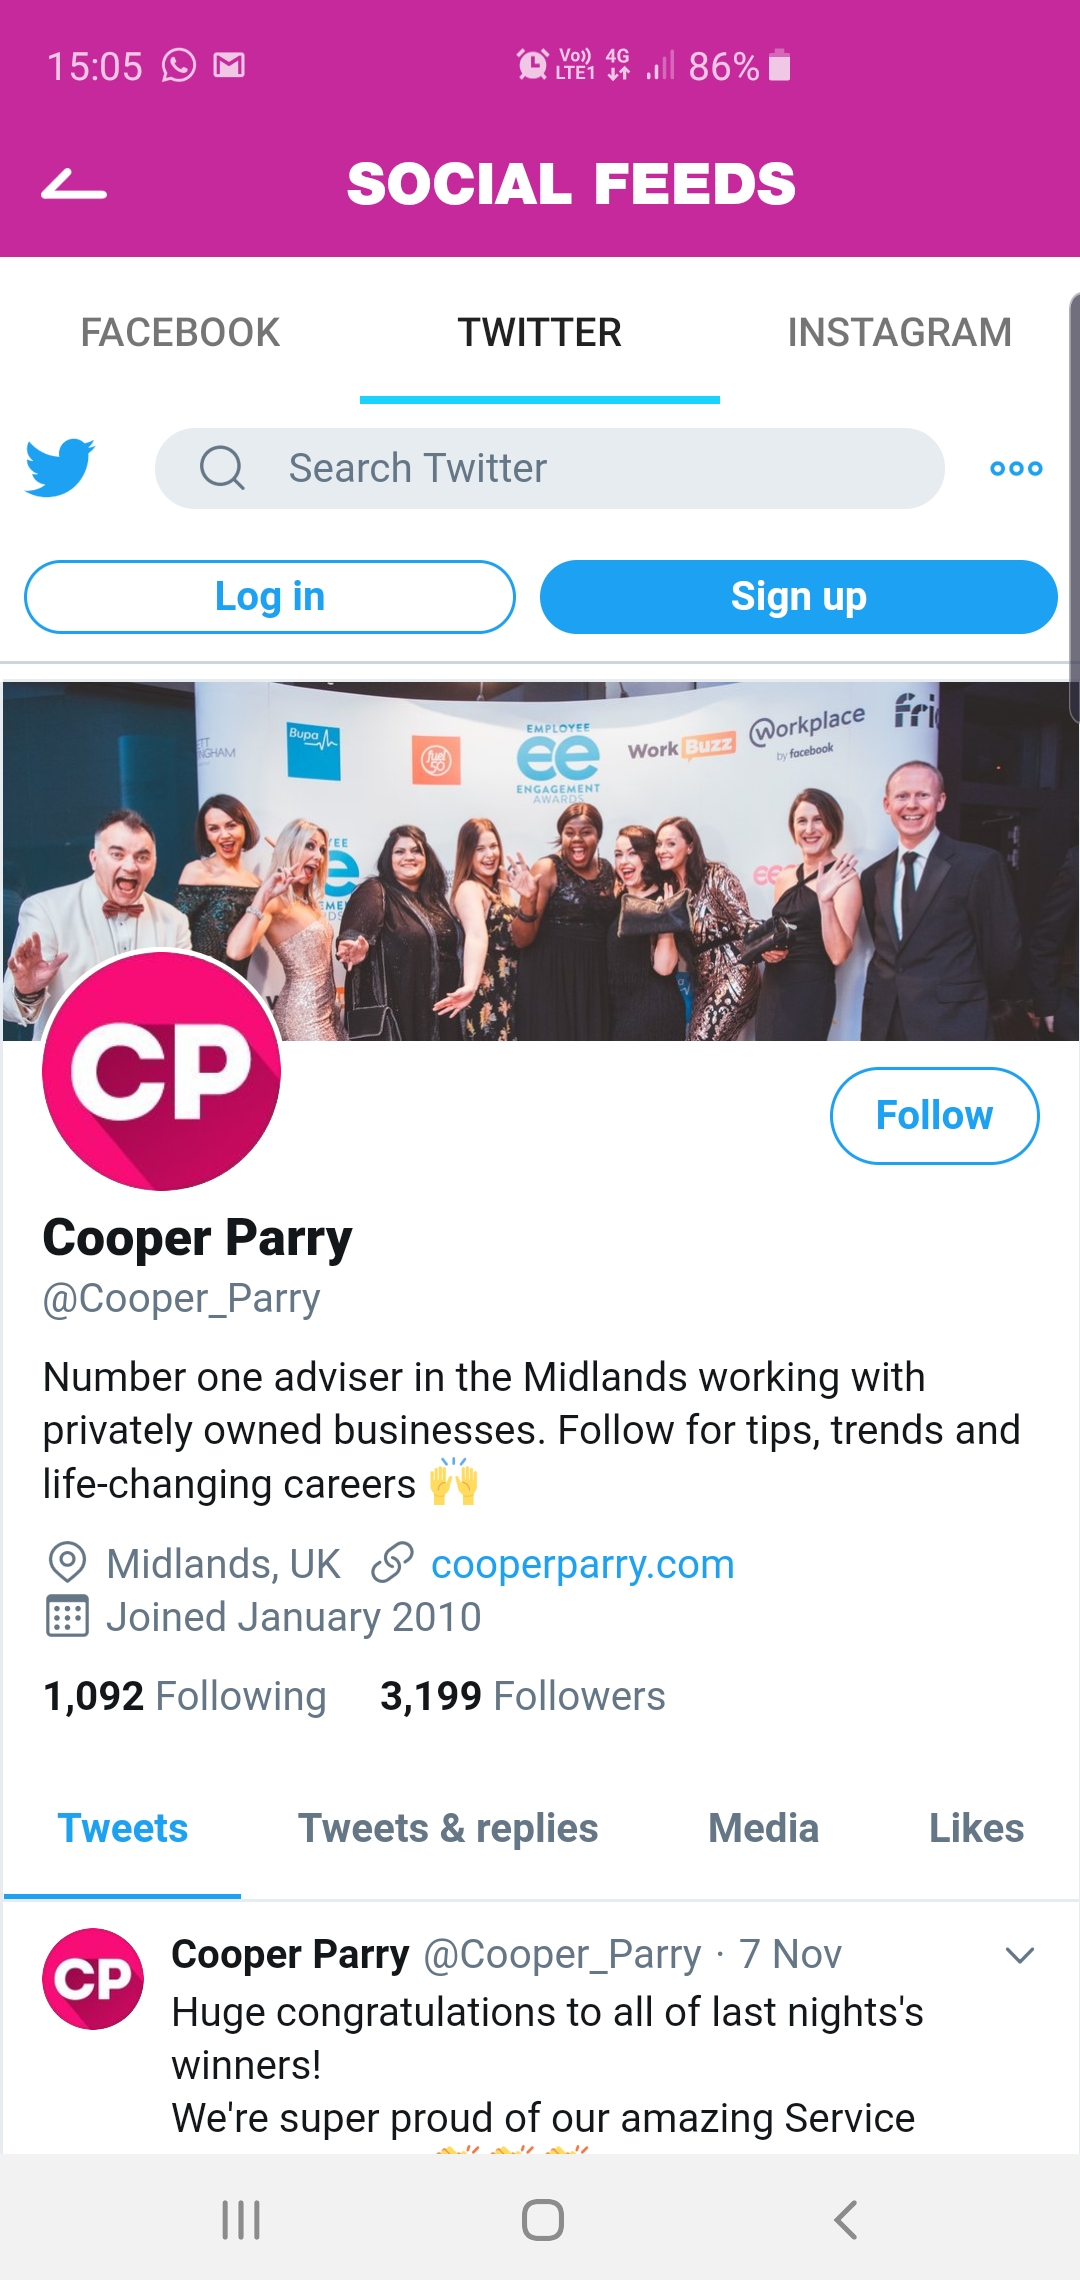 15:05 Vo)) LTE1 4G 86%
SOCIAL FEEDS
FACEBOOK TWITTER INSTAGRAM
Search Twitter
Log in Sign up
Bupa
fuel 50
EMPLOYEE
ee
ENGAGEMENT
AWARDS
Work Buzz
Workplace
by facebook
CP
Follow
Cooper Parry
@Cooper_Parry
Number one adviser in the Midlands working with
privately owned businesses. Follow for tips, trends and
life-changing careers 🙌
Midlands, UK cooperparry.com
Joined January 2010
1,092 Following 3,199 Followers
Tweets Tweets & replies Media Likes
CP
Cooper Parry @Cooper_Parry · 7 Nov
Huge congratulations to all of last nights's
winners!
We're super proud of our amazing Service